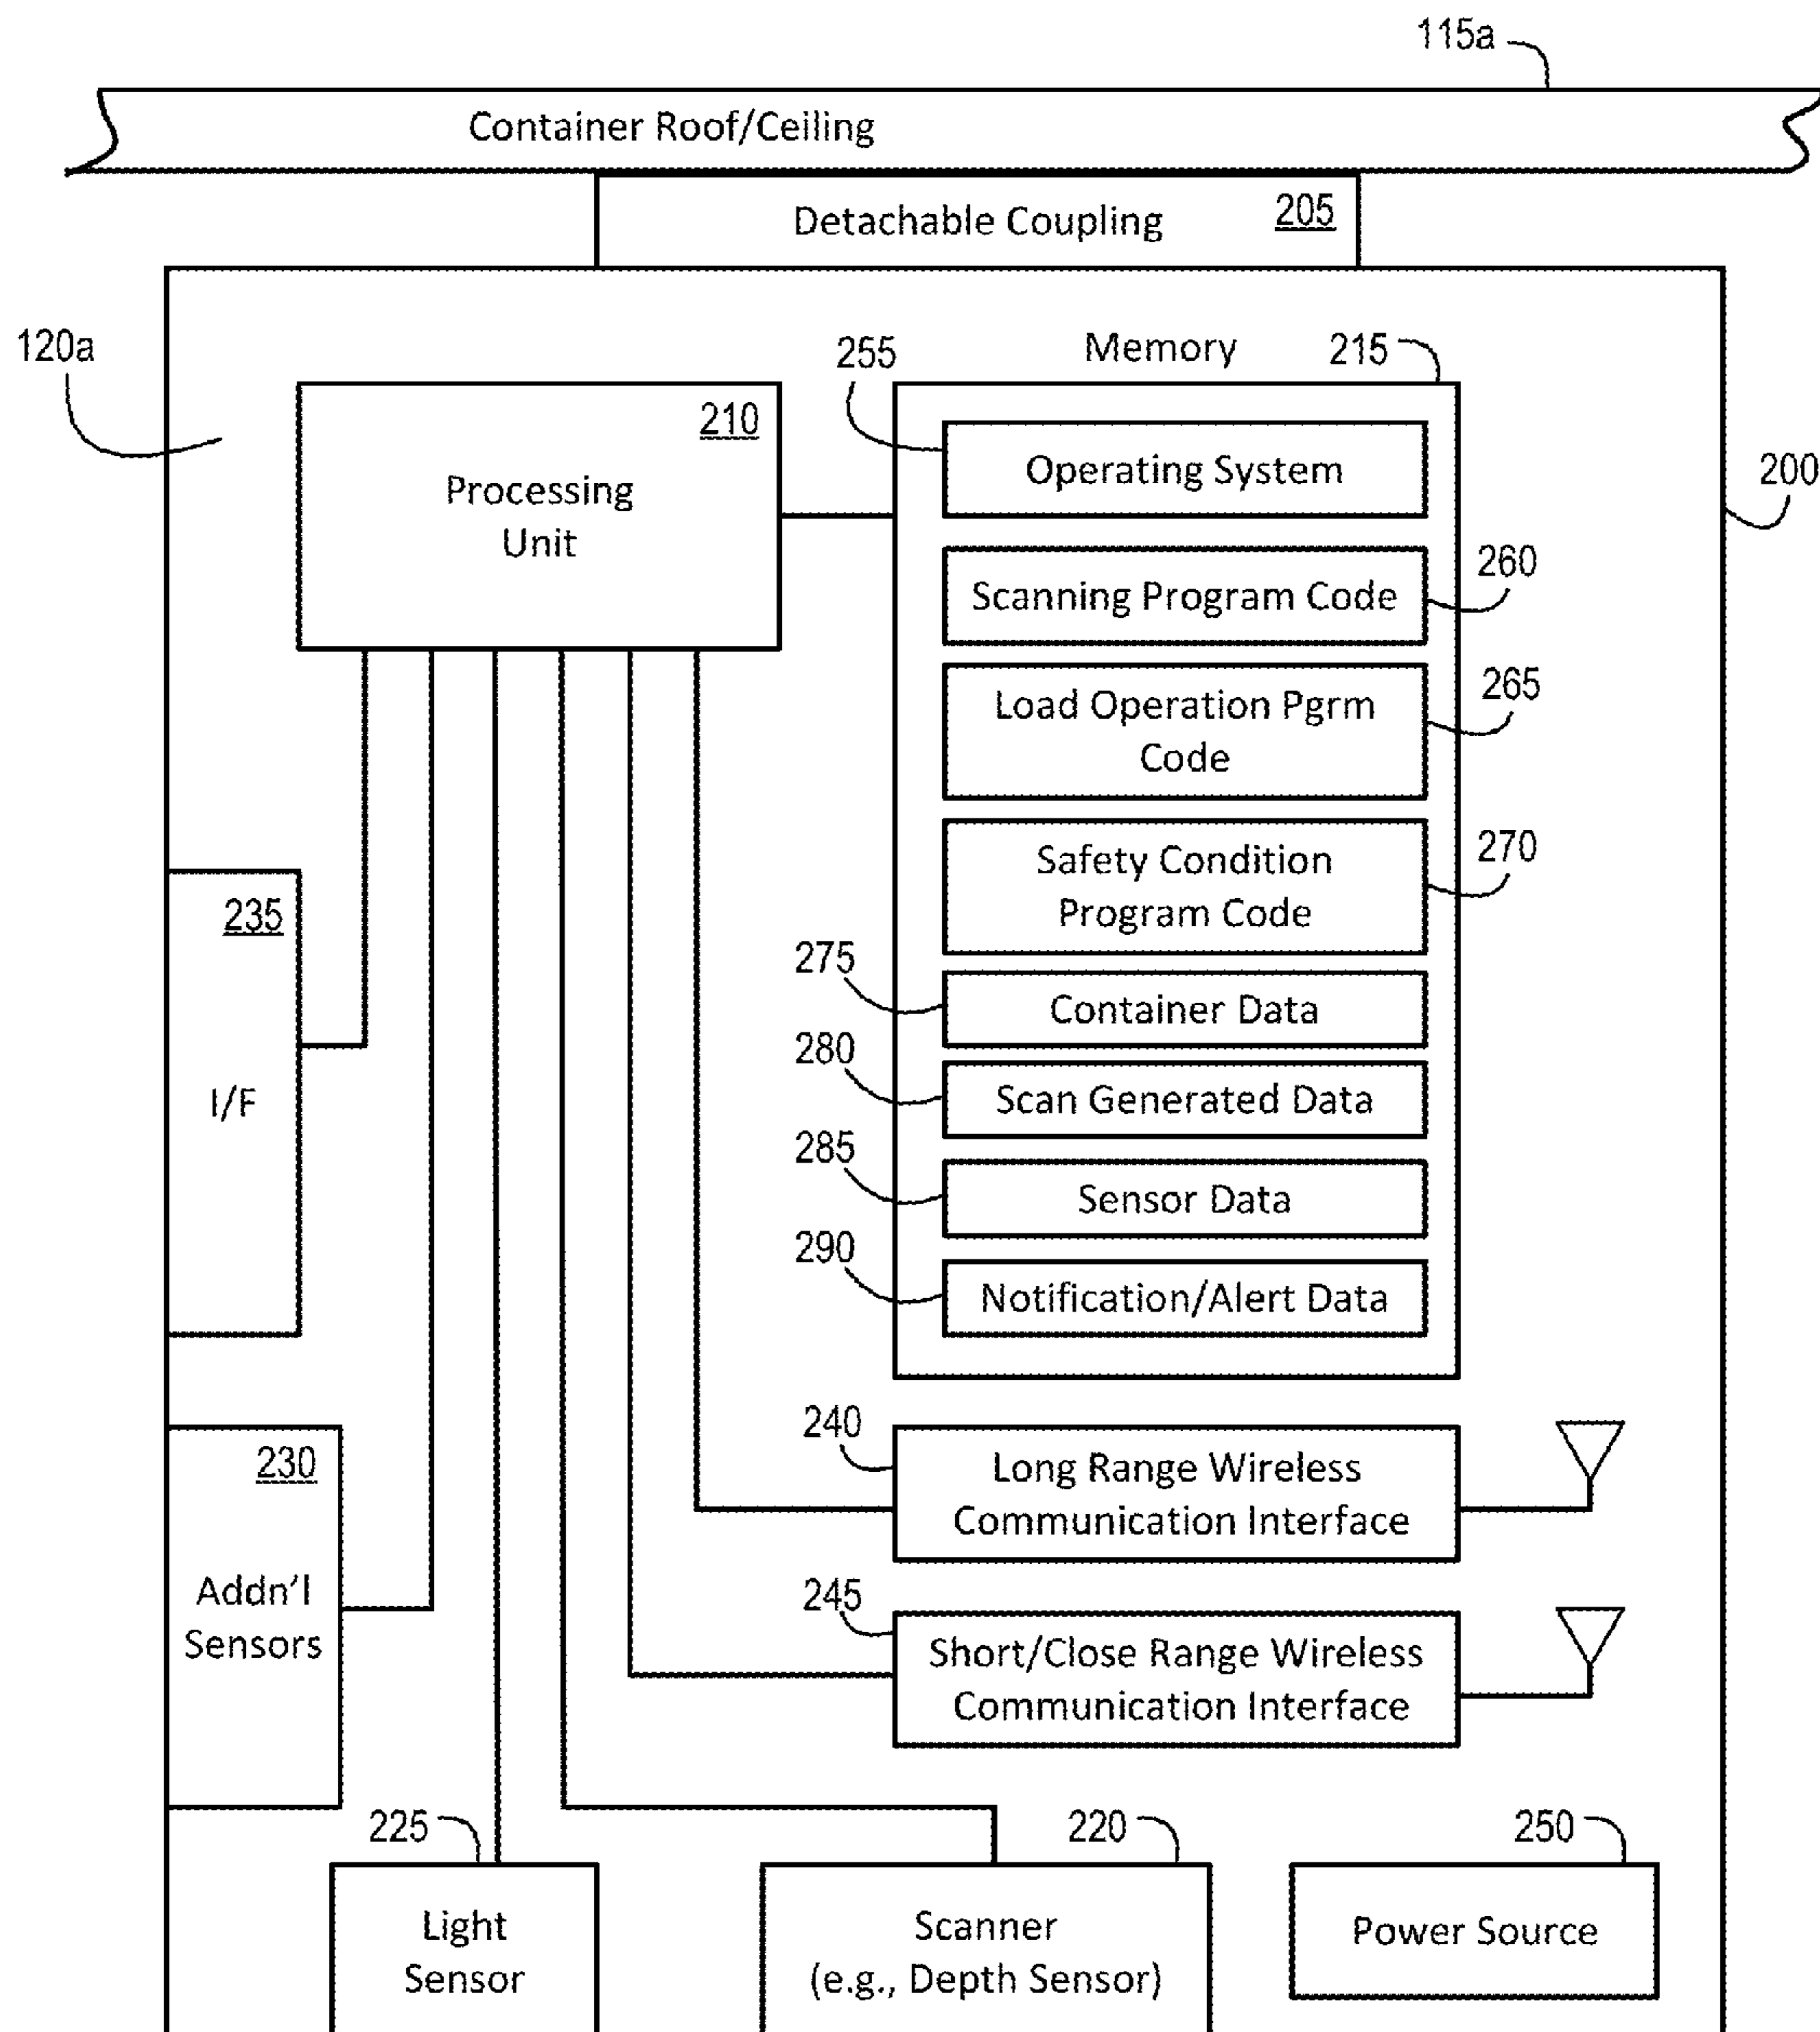 115a
Container Roof/Ceiling
Detachable Coupling
205
120a
255
Memory
215
210
Processing
Unit
Operating System
200
260
Scanning Program Code
265
Load Operation Pgrm
Code
270
Safety Condition
Program Code
235
I/F
275
Container Data
280
Scan Generated Data
285
Sensor Data
290
Notification/Alert Data
230
Addn'l
Sensors
240
Long Range Wireless
Communication Interface
245
Short/Close Range Wireless
Communication Interface
225
Light
Sensor
220
Scanner
(e.g., Depth Sensor)
250
Power Source